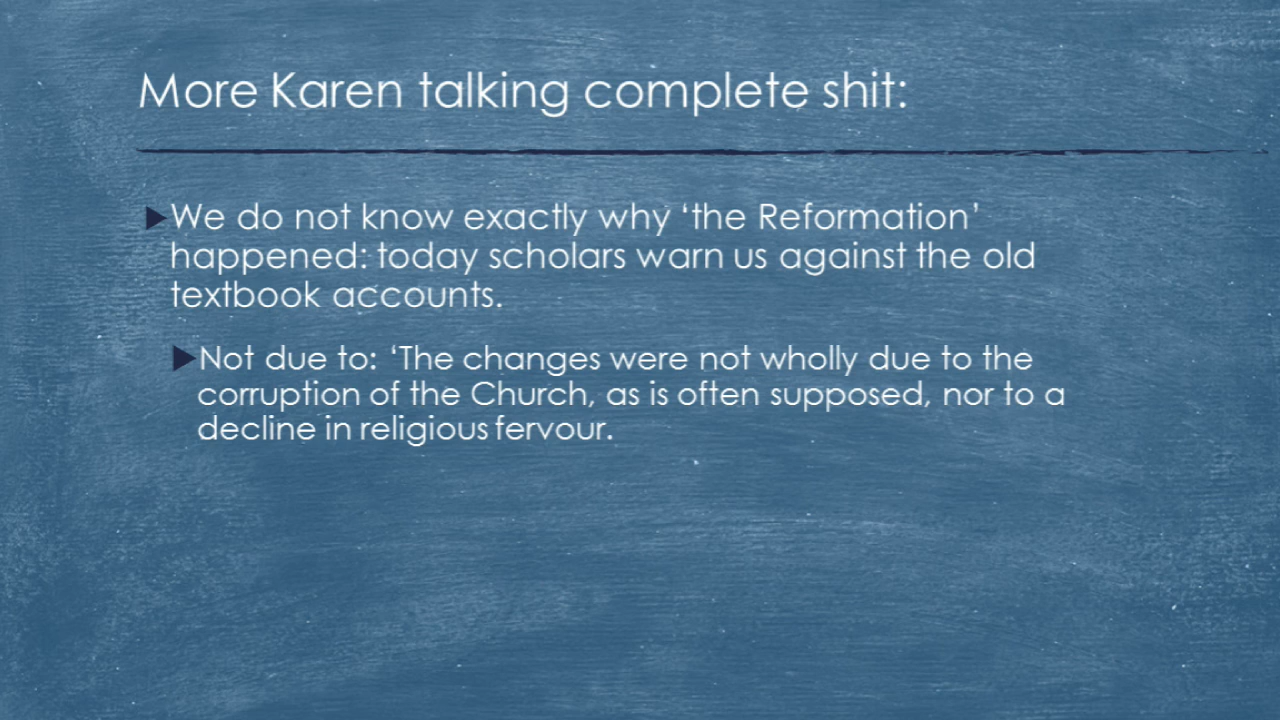 More Karen talking complete shit:
We do not know exactly why ‘the Reformation’
happened: today scholars warn us against the old
textbook accounts.
Not due to: ‘The changes were not wholly due to the
corruption of the Church, as is often supposed, nor to a
decline in religious fervour.